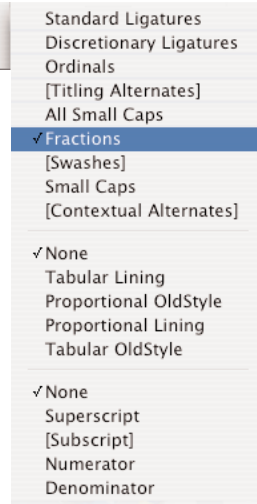 Standard Ligatures
Discretionary Ligatures
Ordinals
[Titling Alternates]
All Small Caps
✓Fractions
[Swashes]
Small Caps
[Contextual Alternates]
✓None
Tabular Lining
Proportional OldStyle
Proportional Lining
Tabular OldStyle
✓None
Superscript
[Subscript]
Numerator
Denominator